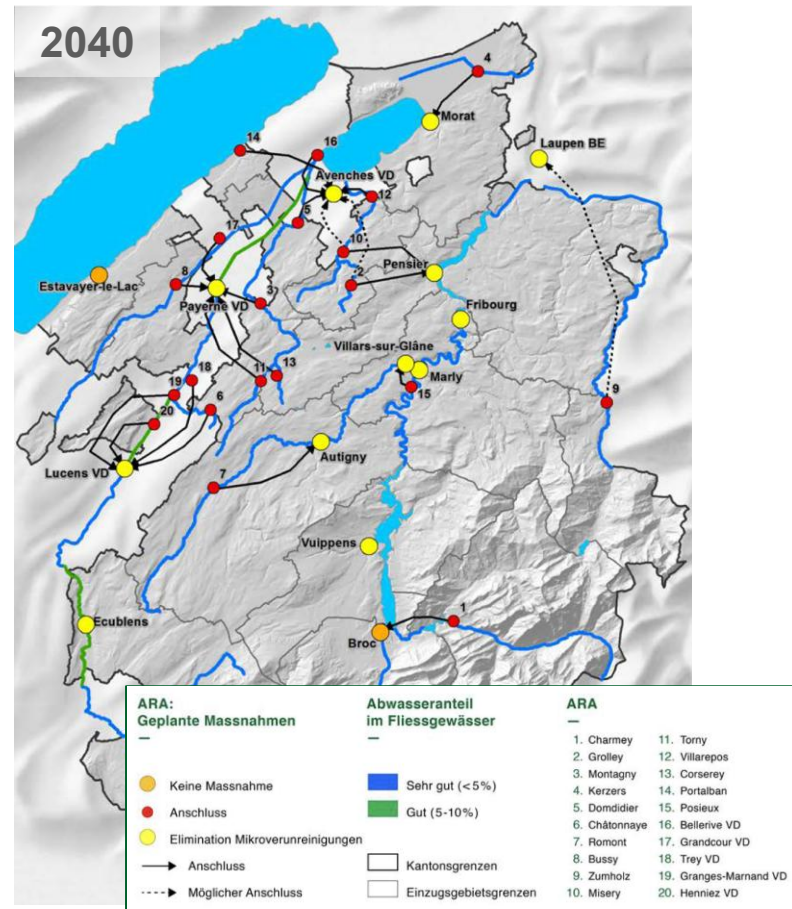 2040
4
Morat
14
16
Laupen BE
Avenches VD
12
5
17
10
Pensier
8
2
Estavayer-le-Lac
3
Payerne VD
Fribourg
Villars-sur-Glâne
Marly
18
13
19
11
15
9
6
20
Lucens VD
Autigny
7
Vuippens
1
Ecublens
Broc
ARA:
Geplante Massnahmen
Keine Massnahme
Anschluss
Elimination Mikroverunreinigungen
Anschluss
Möglicher Anschluss
Abwasseranteil
im Fliessgewässer
Sehr gut (<5%)
Gut (5-10%)
Kantonsgrenzen
Einzugsgebietsgrenzen
ARA
1. Charmey
2. Grolley
3. Montagny
4. Kerzers
5. Domdidier
6. Châtonnaye
7. Romont
8. Bussy
9. Zumholz
10. Misery
11. Torny
12. Villarepos
13. Corserey
14. Portalban
15. Posieux
16. Bellerive VD
17. Grandcour VD
18. Trey VD
19. Granges-Marnand VD
20. Henniez VD